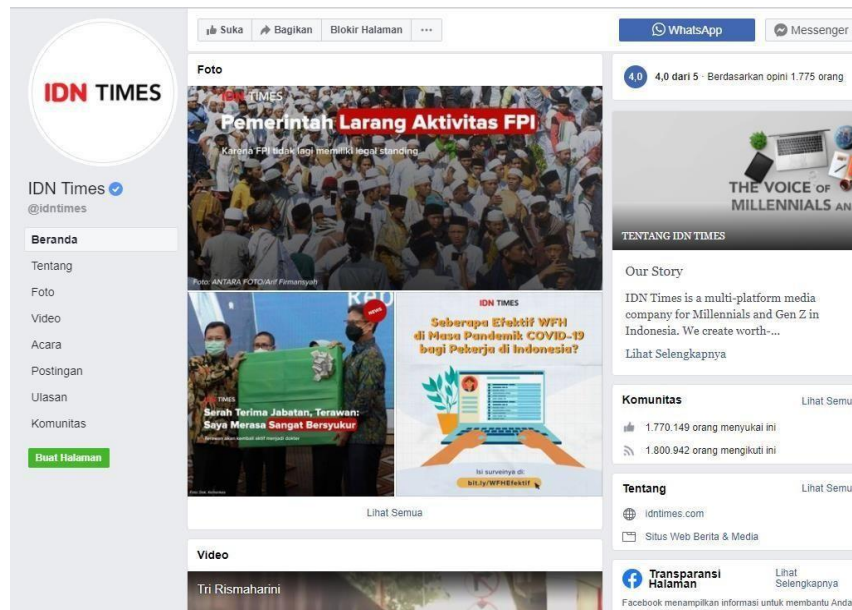 IDN TIMES
IDN Times
@idntimes
Beranda
Tentang
Foto
Video
Acara
Postingan
Ulasan
Komunitas
Buat Halaman
Suka
Bagikan
Blokir Halaman
WhatsApp
Messenger
Foto
IDN TIMES
Pemerintah Larang Aktivitas FPI
Karena FPI tidak lagi memiliki legal standing
Foto: ANTARA FOTO/Arif Firmansyah
NEWS
TIMES
Serah Terima Jabatan, Terawan:
Saya Merasa Sangat Bersyukur
Terawan akan kembali aktif menjadi dokter
IDN TIMES
Seberapa Efektif WFH
di Masa Pandemik COVID-19
bagi Pekerja di Indonesia?
Isi surveinya di:
bit.ly/WFHEfektif
Lihat Semua
Video
Tri Rismaharini
4,0
4,0 dari 5 · Berdasarkan opini 1.775 orang
THE VOICE OF
MILLENNIALS AN
TENTANG IDN TIMES
Our Story
IDN Times is a multi-platform media
company for Millennials and Gen Z in
Indonesia. We create worth-...
Lihat Selengkapnya
Komunitas
Lihat Semu
1.770.149 orang menyukai ini
1.800.942 orang mengikuti ini
Tentang
Lihat Semu
idntimes.com
Situs Web Berita & Media
Transparansi
Halaman
Lihat
Selengkapnya
Facebook menampilkan informasi untuk membantu Anda